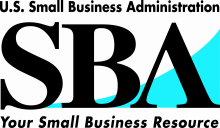 U.S. Small Business Administration
SBA
Your Small Business Resource